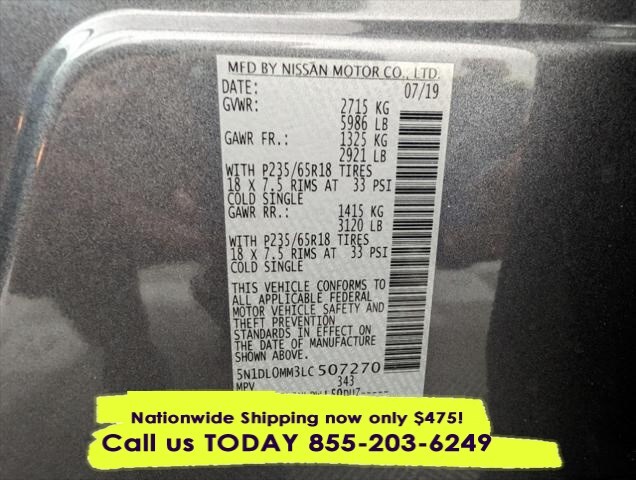 MFD BY NISSAN MOTOR CO., LTD.
DATE: 07/19
GVWR: 2715 KG
5986 LB
GAWR FR.: 1325 KG
2921 LB
WITH P235/65R18 TIRES
18 X 7.5 RIMS AT 33 PSI
COLD SINGLE
GAWR RR.: 1415 KG
3120 LB
WITH P235/65R18 TIRES
18 X 7.5 RIMS AT 33 PSI
COLD SINGLE
THIS VEHICLE CONFORMS TO
ALL APPLICABLE FEDERAL
MOTOR VEHICLE SAFETY AND
THEFT PREVENTION
STANDARDS IN EFFECT ON
THE DATE OF MANUFACTURE
SHOWN ABOVE.
5N1DL0MM3LC507270
MPV 343
Nationwide Shipping now only $475!
Call us TODAY 855-203-6249